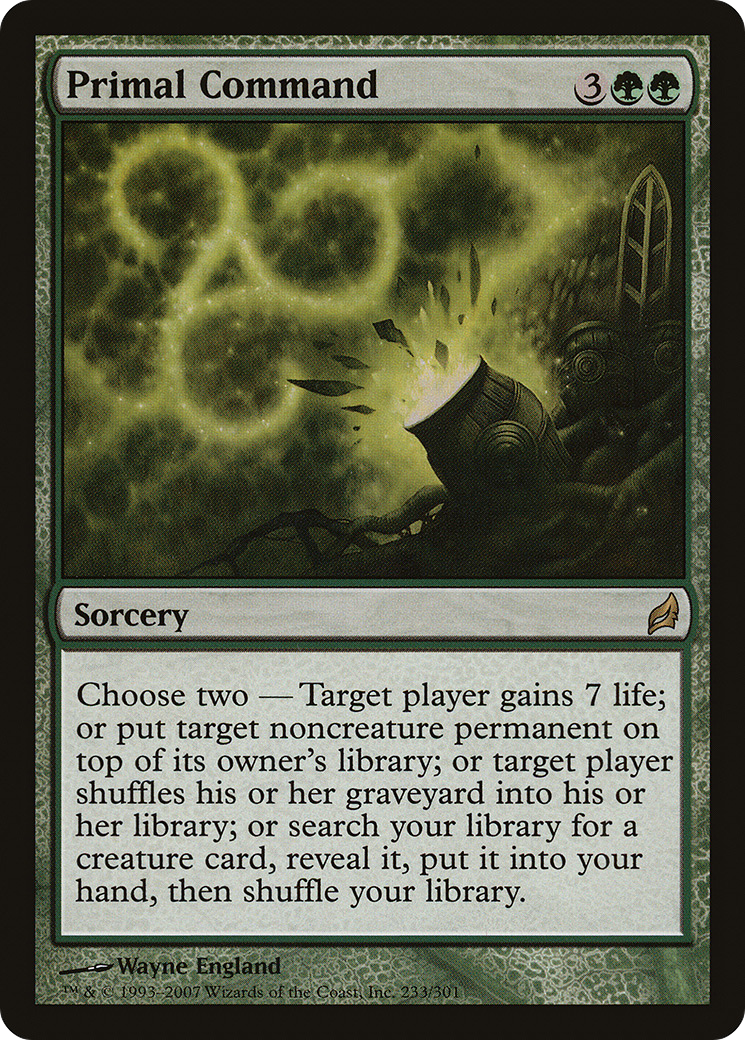 Primal Command 3
Sorcery
Choose two — Target player gains 7 life;
or put target noncreature permanent on
top of its owner's library; or target player
shuffles his or her graveyard into his or
her library; or search your library for a
creature card, reveal it, put it into your
hand, then shuffle your library.
Wayne England
™ & © 1993–2007 Wizards of the Coast, Inc. 233/301